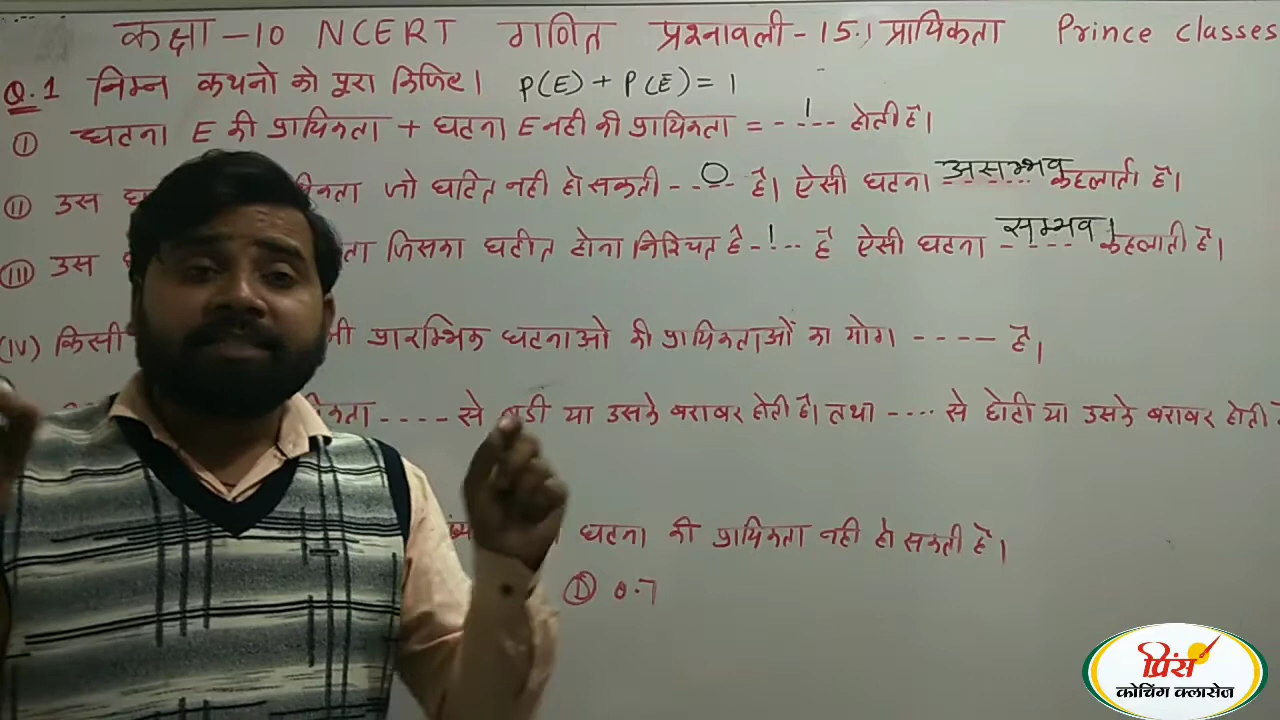 कक्षा -10 NCERT गणित प्रश्नावली-15.1 प्रायिकता Prince classes
Q.1 निम्न कथनो को पूरा किजिए। P(E) + P(E̅) = 1
① घटना E की प्रायिकता + घटना E नही की प्रायिकता = - -1- - होती है।
② उस घ जो घटित नही हो सकती - - 0 - - है। ऐसी घटना असम्भव कहलाती है।
③ उस जिसका घटीत होना निश्चित है - 1 - - है ऐसी घटना सम्भव। कहलाती है।
(IV) किसी प्रारम्भिक घटनाओ की प्रायिकताओं का योग - - - - है।
- - - - से बडी या उसके बराबर होती है। तथा - - - - से छोटी या उसके बराबर होती
घटना की प्रायिकता नही हो सकती है।
Ⓓ 0.7
प्रिंस
कोचिंग क्लासेज